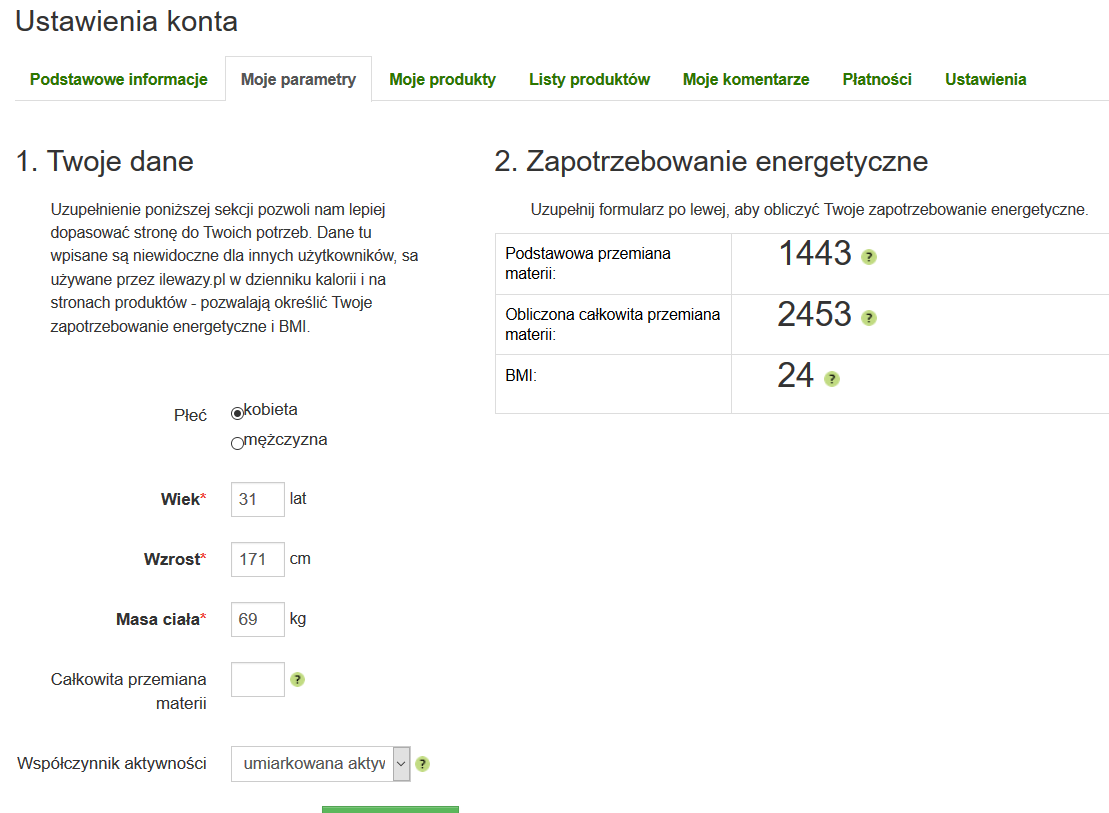 Ustawienia konta
Podstawowe informacje Moje parametry Moje produkty Listy produktów Moje komentarze Płatności Ustawienia
1. Twoje dane
Uzupełnienie poniższej sekcji pozwoli nam lepiej
dopasować stronę do Twoich potrzeb. Dane tu
wpisane są niewidoczne dla innych użytkowników, sa
używane przez ilewazy.pl w dzienniku kalorii i na
stronach produktów - pozwalają określić Twoje
zapotrzebowanie energetyczne i BMI.
Płeć kobieta
mężczyzna
Wiek* 31 lat
Wzrost* 171 cm
Masa ciała* 69 kg
Całkowita przemiana ?
materii
Współczynnik aktywności umiarkowana aktyw ?
2. Zapotrzebowanie energetyczne
Uzupełnij formularz po lewej, aby obliczyć Twoje zapotrzebowanie energetyczne.
Podstawowa przemiana 1443 ?
materii:
Obliczona całkowita przemiana 2453 ?
materii:
BMI: 24 ?